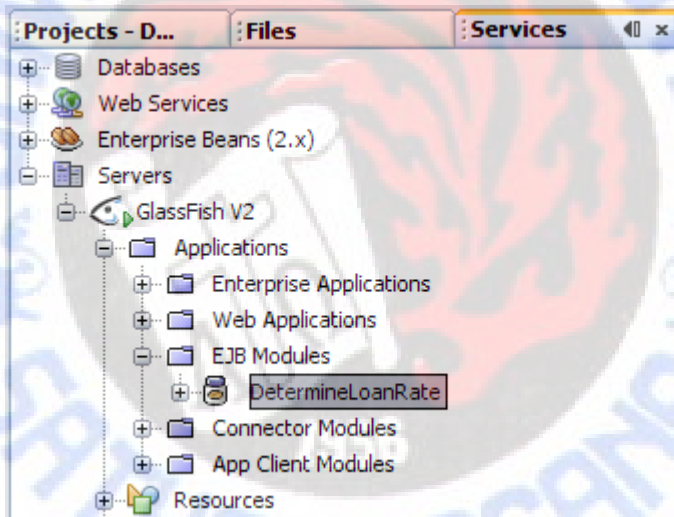 Projects - D...
Files
Services
Databases
Web Services
Enterprise Beans (2.x)
Servers
GlassFish V2
Applications
Enterprise Applications
Web Applications
EJB Modules
DetermineLoanRate
Connector Modules
App Client Modules
Resources